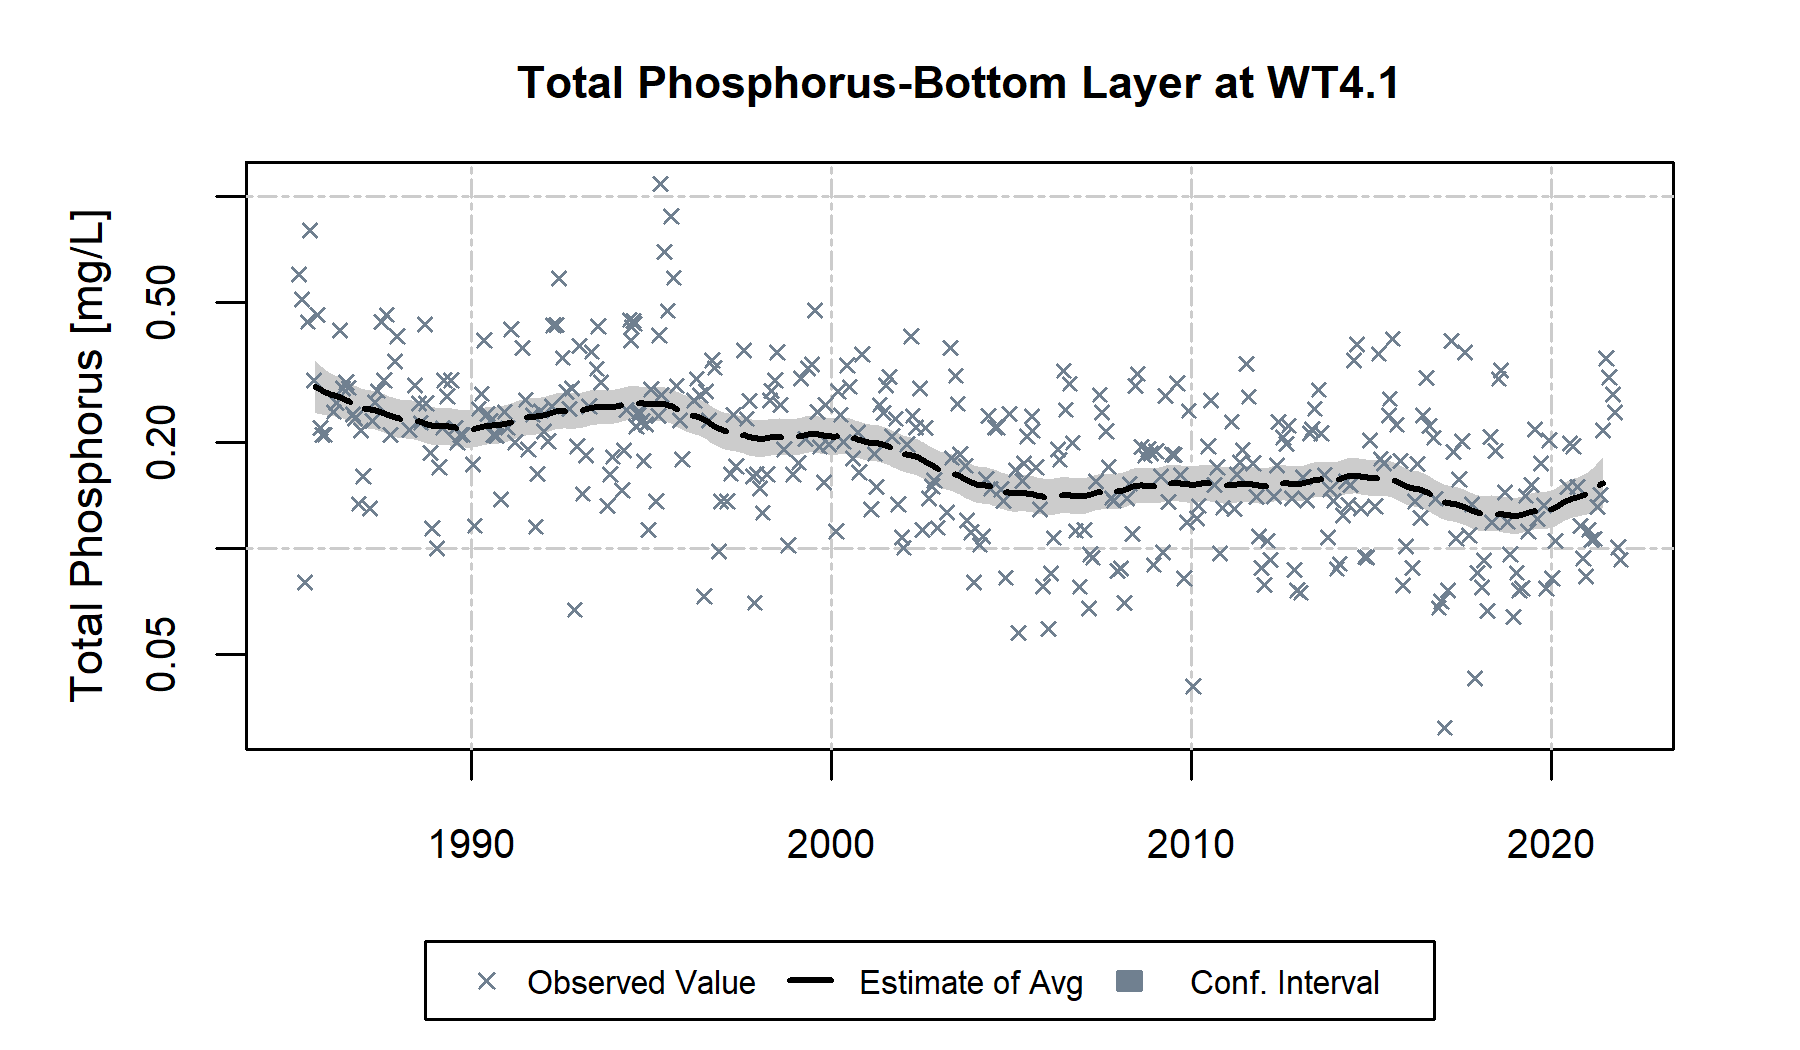 Total Phosphorus-Bottom Layer at WT4.1
Total Phosphorus [mg/L]
0.50
0.20
0.05
1990 2000 2010 2020
Observed Value Estimate of Avg Conf. Interval